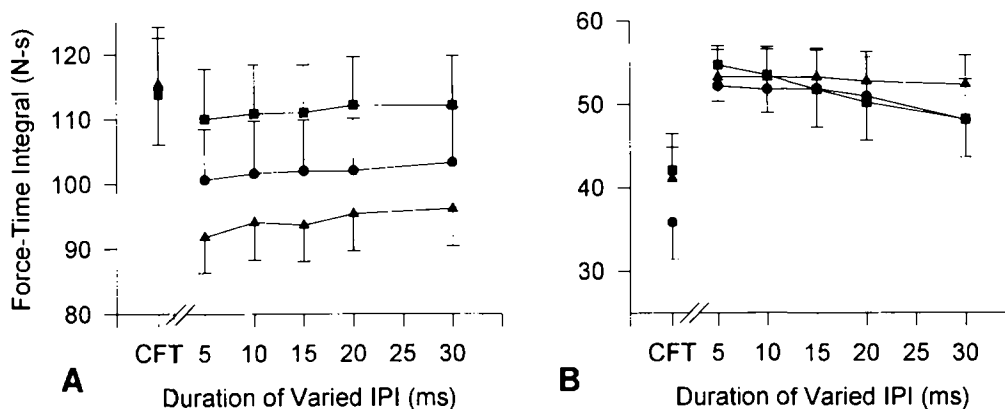 Force-Time Integral (N-s)
120
110
100
90
80
CFT 5 10 15 20 25 30
A
Duration of Varied IPI (ms)
60
50
40
30
CFT 5 10 15 20 25 30
B
Duration of Varied IPI (ms)